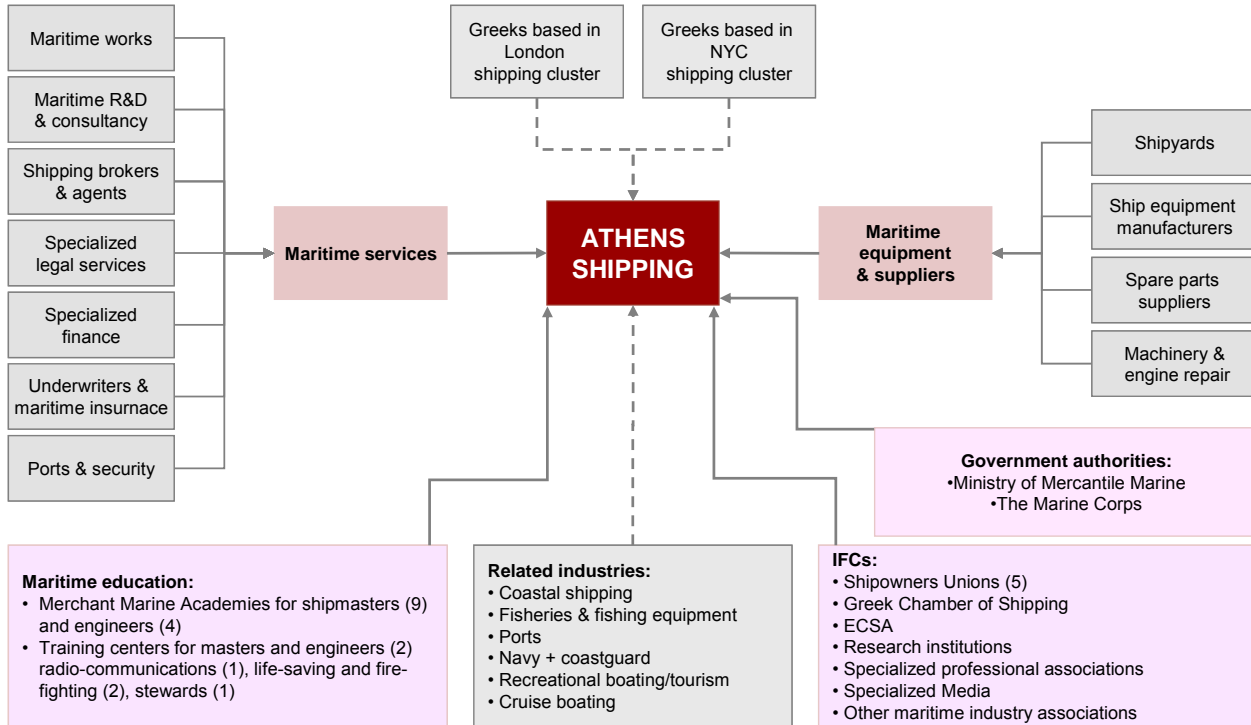 Maritime works
Maritime R&D
& consultancy
Shipping brokers
& agents
Specialized
legal services
Specialized
finance
Underwriters &
maritime insurnace
Ports & security
Maritime services
Greeks based in
London
shipping cluster
Greeks based in
NYC
shipping cluster
ATHENS
SHIPPING
Maritime
equipment
& suppliers
Shipyards
Ship equipment
manufacturers
Spare parts
suppliers
Machinery &
engine repair
Government authorities:
•Ministry of Mercantile Marine
•The Marine Corps
Maritime education:
• Merchant Marine Academies for shipmasters (9)
and engineers (4)
• Training centers for masters and engineers (2)
radio-communications (1), life-saving and fire-
fighting (2), stewards (1)
Related industries:
• Coastal shipping
• Fisheries & fishing equipment
• Ports
• Navy + coastguard
• Recreational boating/tourism
• Cruise boating
IFCs:
• Shipowners Unions (5)
• Greek Chamber of Shipping
• ECSA
• Research institutions
• Specialized professional associations
• Specialized Media
• Other maritime industry associations